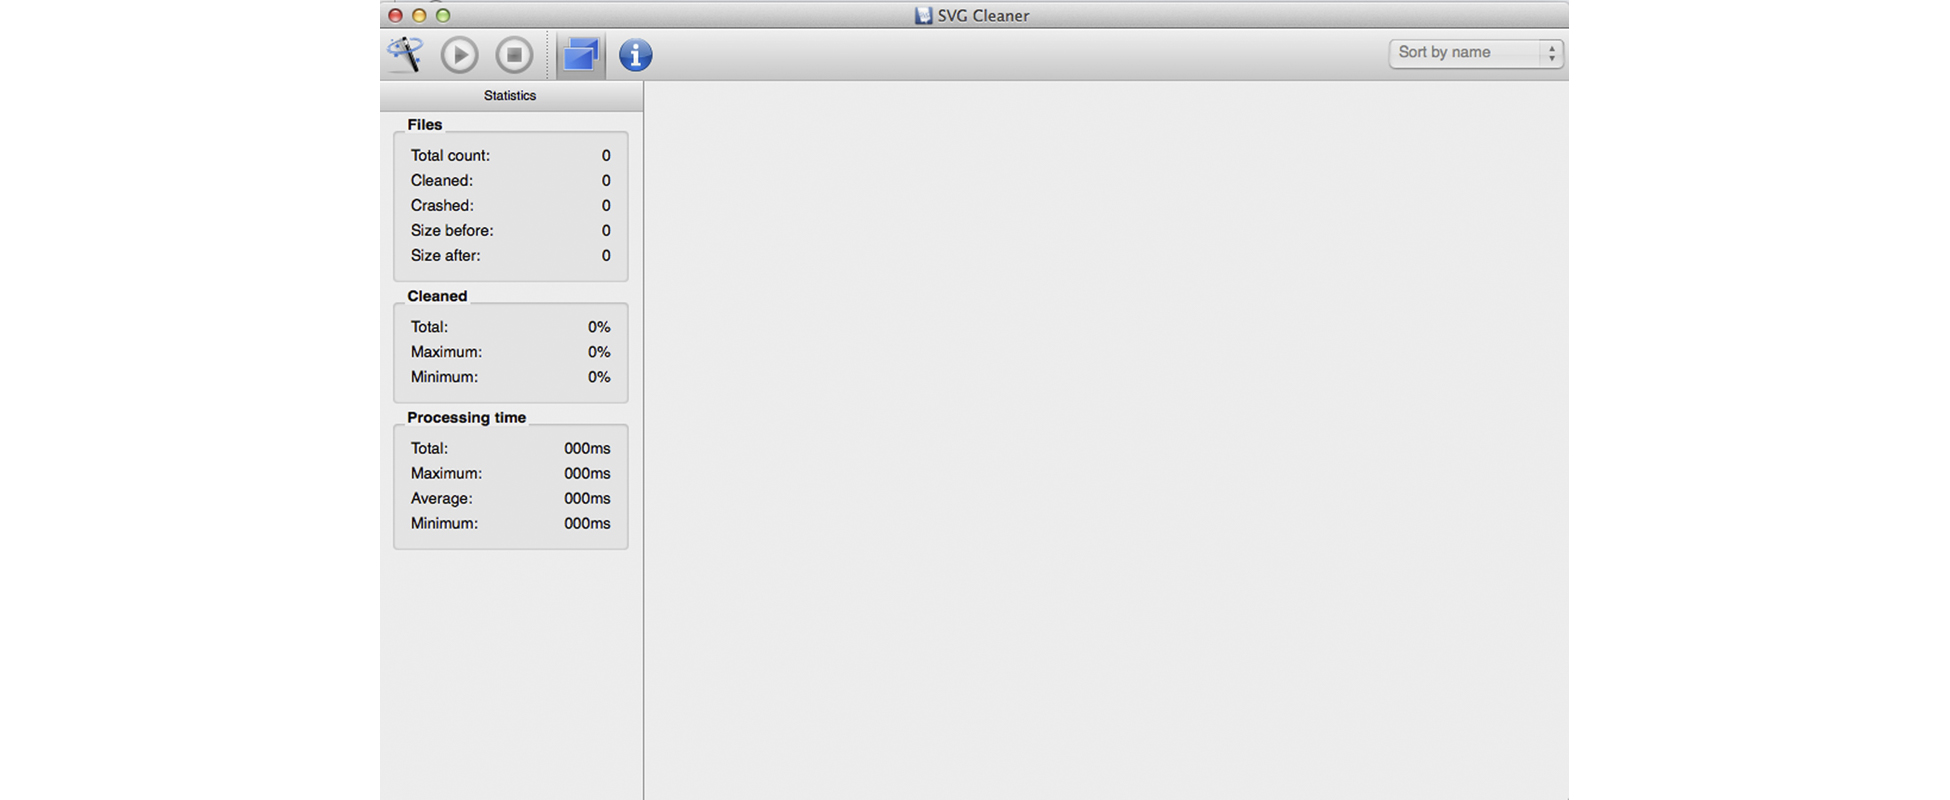 SVG Cleaner
Sort by name
Statistics
Files
Total count: 0
Cleaned: 0
Crashed: 0
Size before: 0
Size after: 0
Cleaned
Total: 0%
Maximum: 0%
Minimum: 0%
Processing time
Total: 000ms
Maximum: 000ms
Average: 000ms
Minimum: 000ms